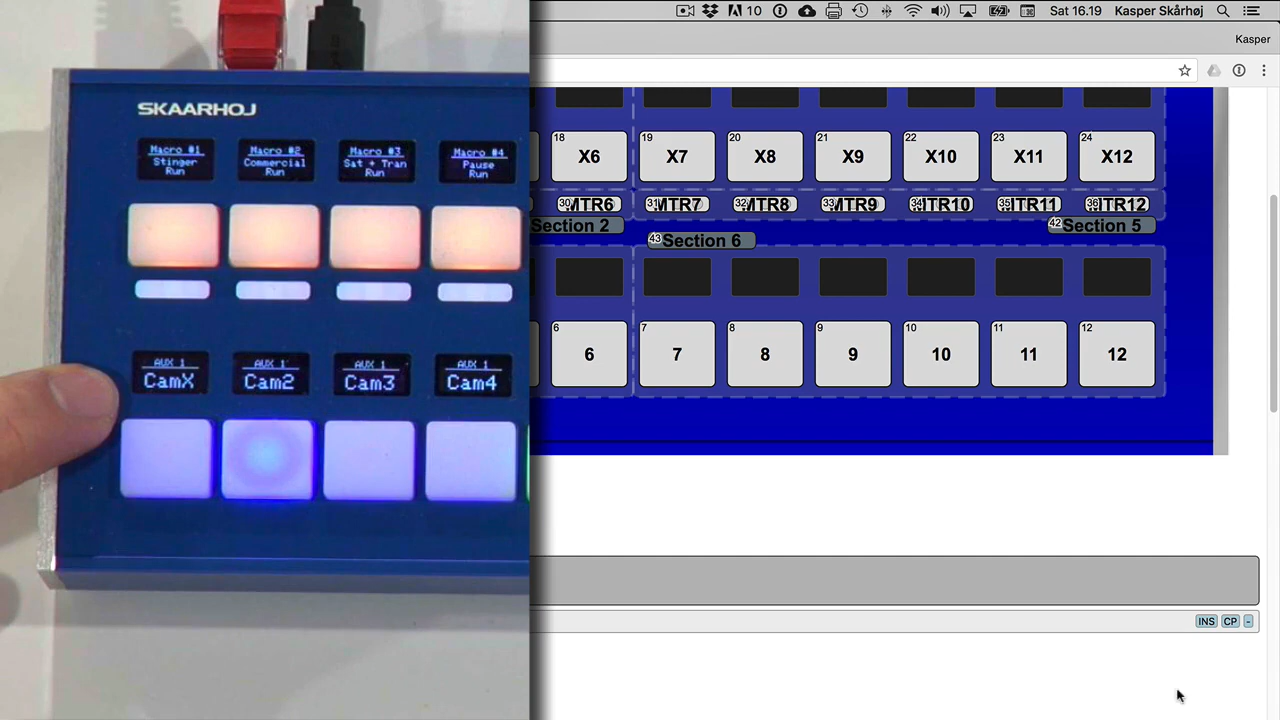 10
Sat 16.19
Kasper Skårhøj
Kasper
SKAARHOJ
Macro #1
Stinger
Run
Macro #2
Commercial
Run
Macro #3
Sat + Tran
Run
Macro #4
Pause
Run
18
X6
19
X7
20
X8
21
X9
22
X10
23
X11
24
X12
30
MTR6
31
MTR7
32
MTR8
33
MTR9
34
MTR10
35
MTR11
36
MTR12
Section 2
43
Section 6
42
Section 5
AUX 1
CamX
AUX 1
Cam2
AUX 1
Cam3
AUX 1
Cam4
6
6
7
7
8
8
9
9
10
10
11
11
12
12
INS
CP
-